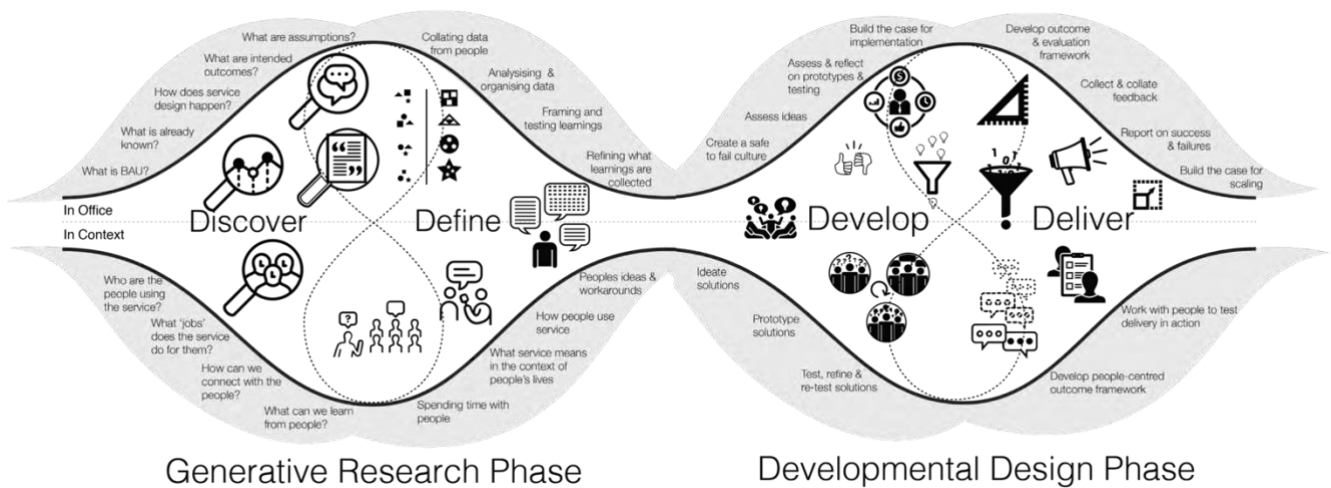 What are assumptions?
What are intended
outcomes?
How does service
design happen?
What is already
known?
What is BAU?
Collating data
from people
Analysising &
organising data
Framing and
testing learnings
Refining what
learnings are
collected
In Office
In Context
Discover
Define
Who are the
people using
the service?
What 'jobs'
does the service
do for them?
How can we
connect with the
people?
What can we learn
from people?
Peoples ideas &
workarounds
How people use
service
What service means
in the context of
people's lives
Spending time with
people
Generative Research Phase
Build the case for
implementation
Assess & reflect
on prototypes &
testing
Assess ideas
Create a safe to
fail culture
Develop outcome
& evaluation
framework
Collect & collate
feedback
Report on success
& failures
Build the case for
scaling
Develop
Deliver
Ideate
solutions
Prototype
solutions
Test, refine &
re-test solutions
Work with people to test
delivery in action
Develop people-centred
outcome framework
Developmental Design Phase